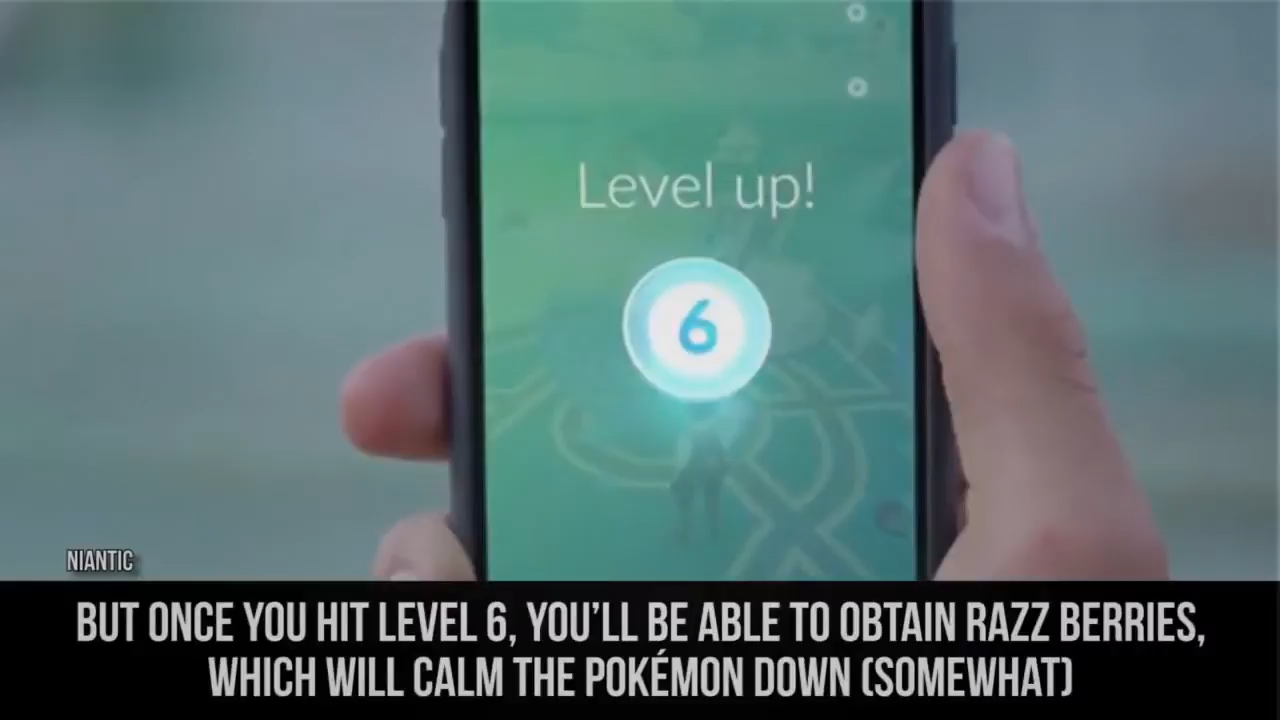 Level up!
6
NIANTIC
BUT ONCE YOU HIT LEVEL 6, YOU'LL BE ABLE TO OBTAIN RAZZ BERRIES,
WHICH WILL CALM THE POKÉMON DOWN (SOMEWHAT)